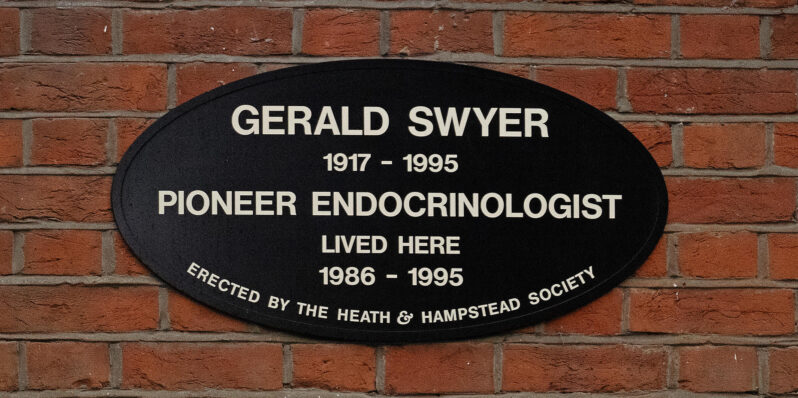 GERALD SWYER
1917 - 1995
PIONEER ENDOCRINOLOGIST
LIVED HERE
1986 - 1995
ERECTED BY THE HEATH & HAMPSTEAD SOCIETY